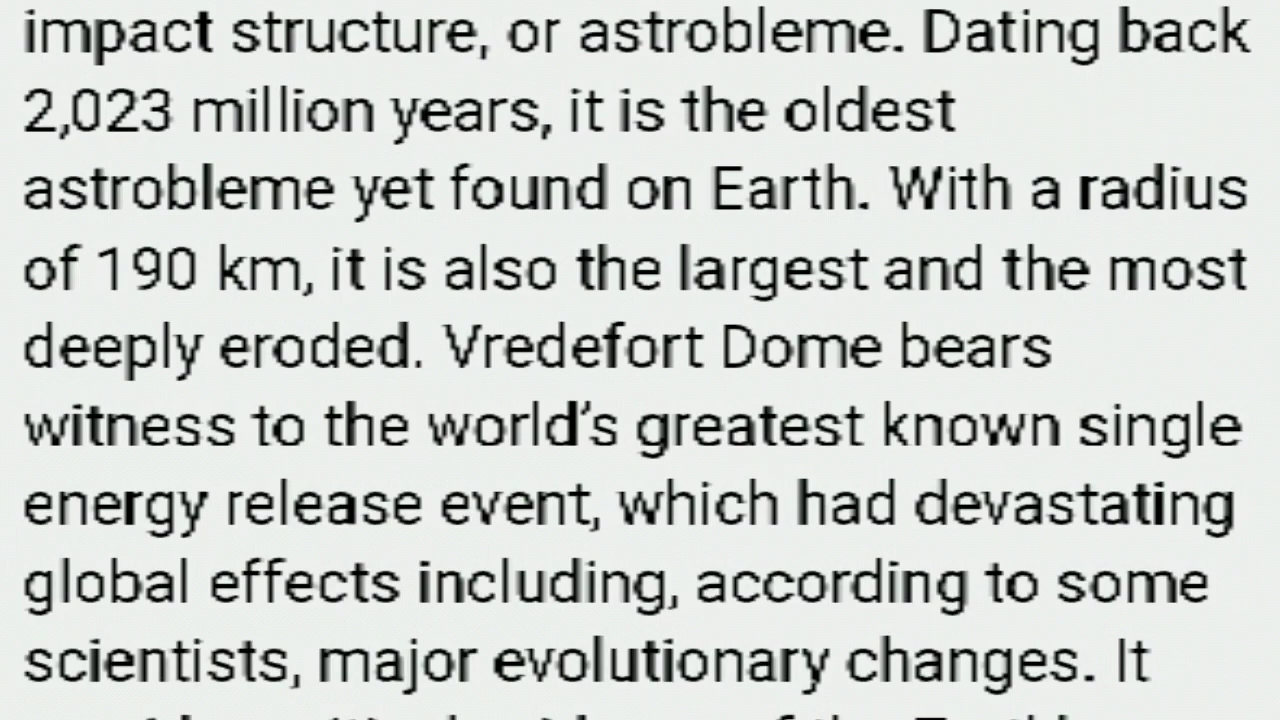 impact structure, or astrobleme. Dating back
2,023 million years, it is the oldest
astrobleme yet found on Earth. With a radius
of 190 km, it is also the largest and the most
deeply eroded. Vredefort Dome bears
witness to the world’s greatest known single
energy release event, which had devastating
global effects including, according to some
scientists, major evolutionary changes. It